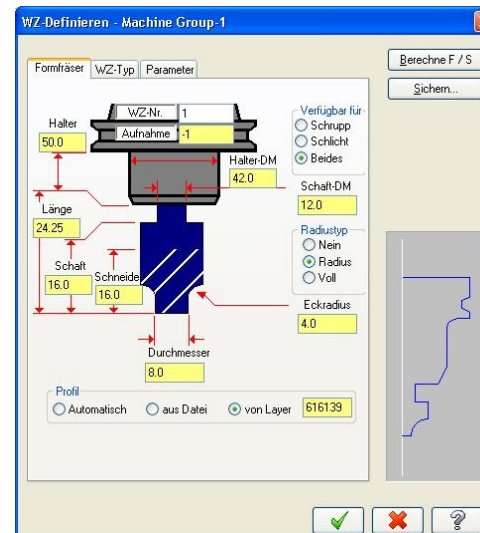 WZ-Definieren - Machine Group-1
Formfräser WZ-Typ Parameter
Berechne F / S
Sichern...
WZ-Nr. 1
Aufnahme -1
Halter
50.0
Halter-DM
42.0
Verfügbar für
Schrupp
Schlicht
Beides
Schaft-DM
12.0
Länge
24.25
Schaft
16.0
Schneide
16.0
Radiustyp
Nein
Radius
Voll
Eckradius
4.0
Durchmesser
8.0
Profil
Automatisch aus Datei von Layer 616139